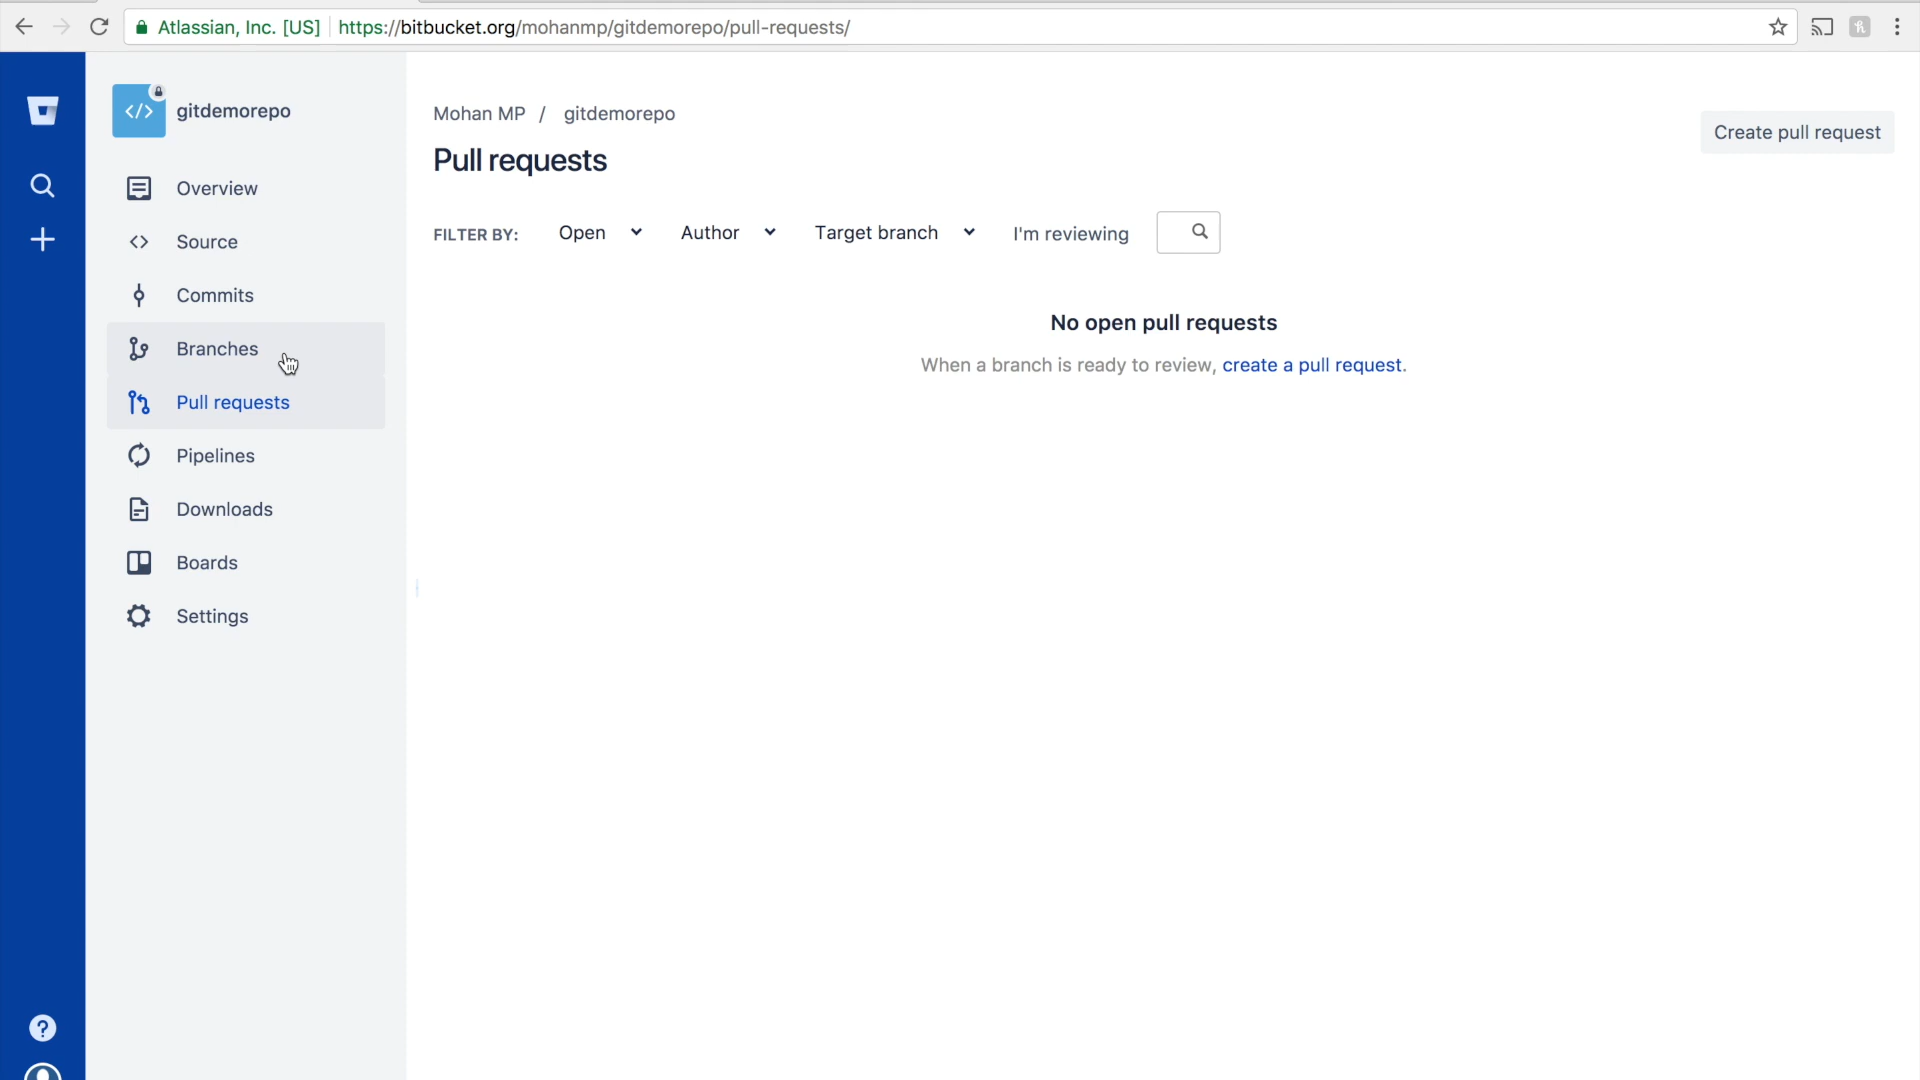 Atlassian, Inc. [US] https://bitbucket.org/mohanmp/gitdemorepo/pull-requests/
gitdemorepo
Overview
Source
Commits
Branches
Pull requests
Pipelines
Downloads
Boards
Settings
Mohan MP / gitdemorepo
Create pull request
Pull requests
FILTER BY: Open Author Target branch I'm reviewing
No open pull requests
When a branch is ready to review, create a pull request.